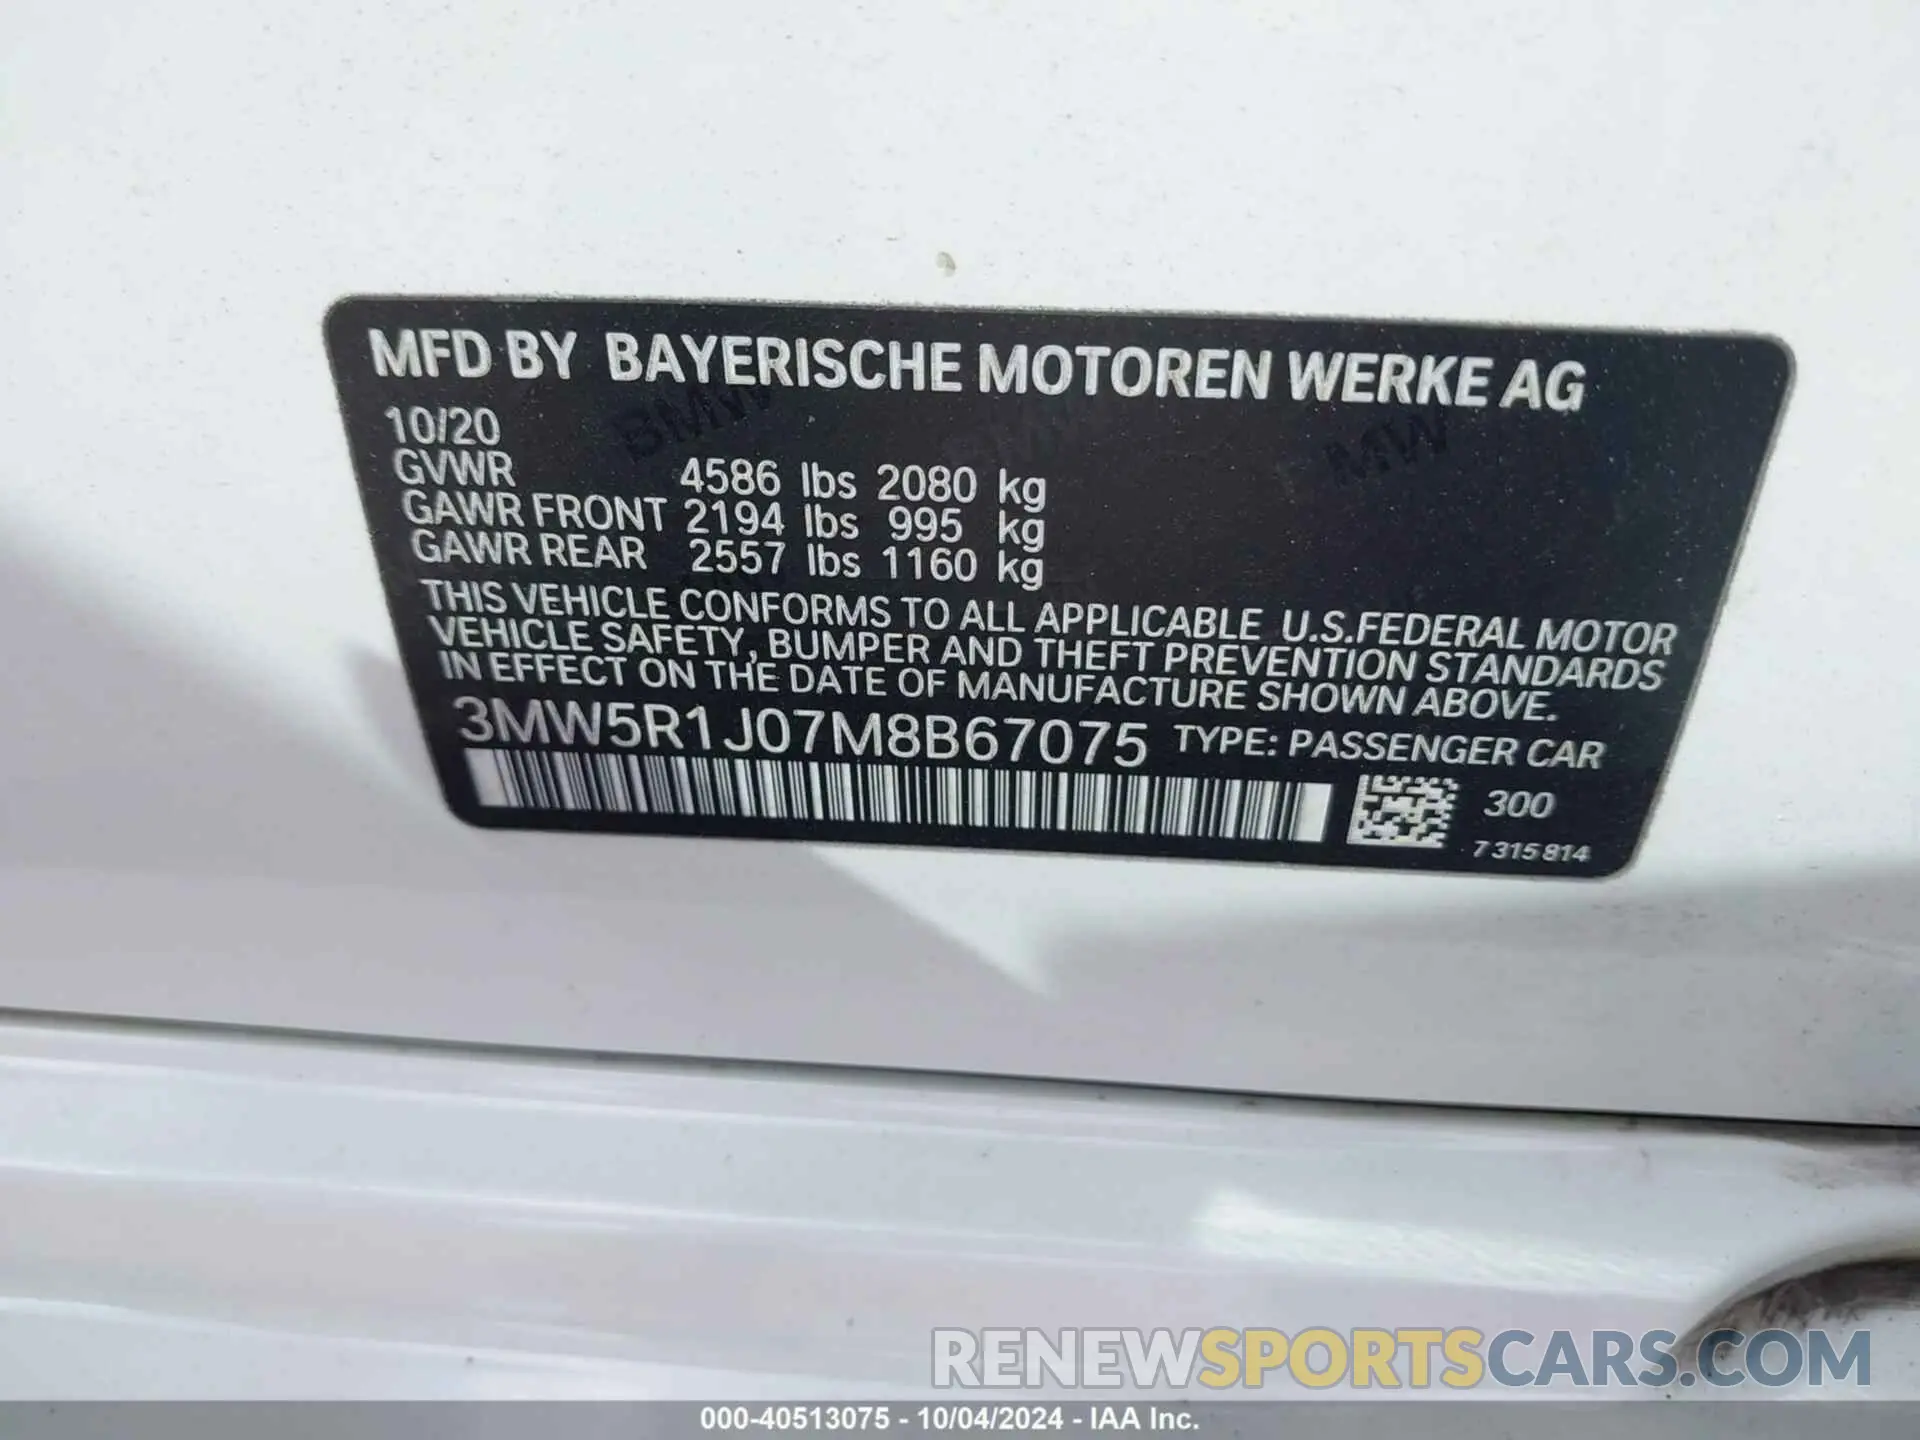 MFD BY BAYERISCHE MOTOREN WERKE AG
10/20
GVWR 4586 lbs 2080 kg
GAWR FRONT 2194 lbs 995 kg
GAWR REAR 2557 lbs 1160 kg
THIS VEHICLE CONFORMS TO ALL APPLICABLE U.S.FEDERAL MOTOR
VEHICLE SAFETY, BUMPER AND THEFT PREVENTION STANDARDS
IN EFFECT ON THE DATE OF MANUFACTURE SHOWN ABOVE.
3MW5R1J07M8B67075 TYPE: PASSENGER CAR
300
7 315 814
RENEWSPORTSCARS.COM
000-40513075 - 10/04/2024 - IAA Inc.